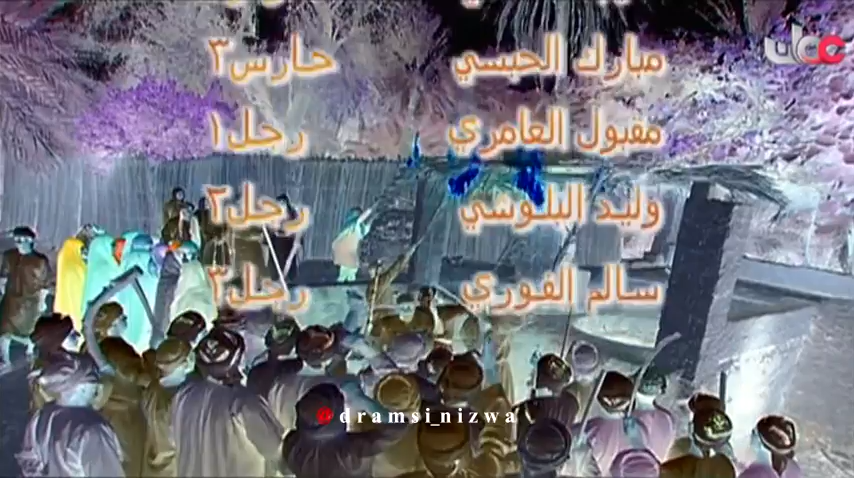 مبارك الحبسي حارس٣
مقبول العامري رجل١
وليد البلوشي رجل٢
سالم الفوري رجل٣
@dramsi_nizwa